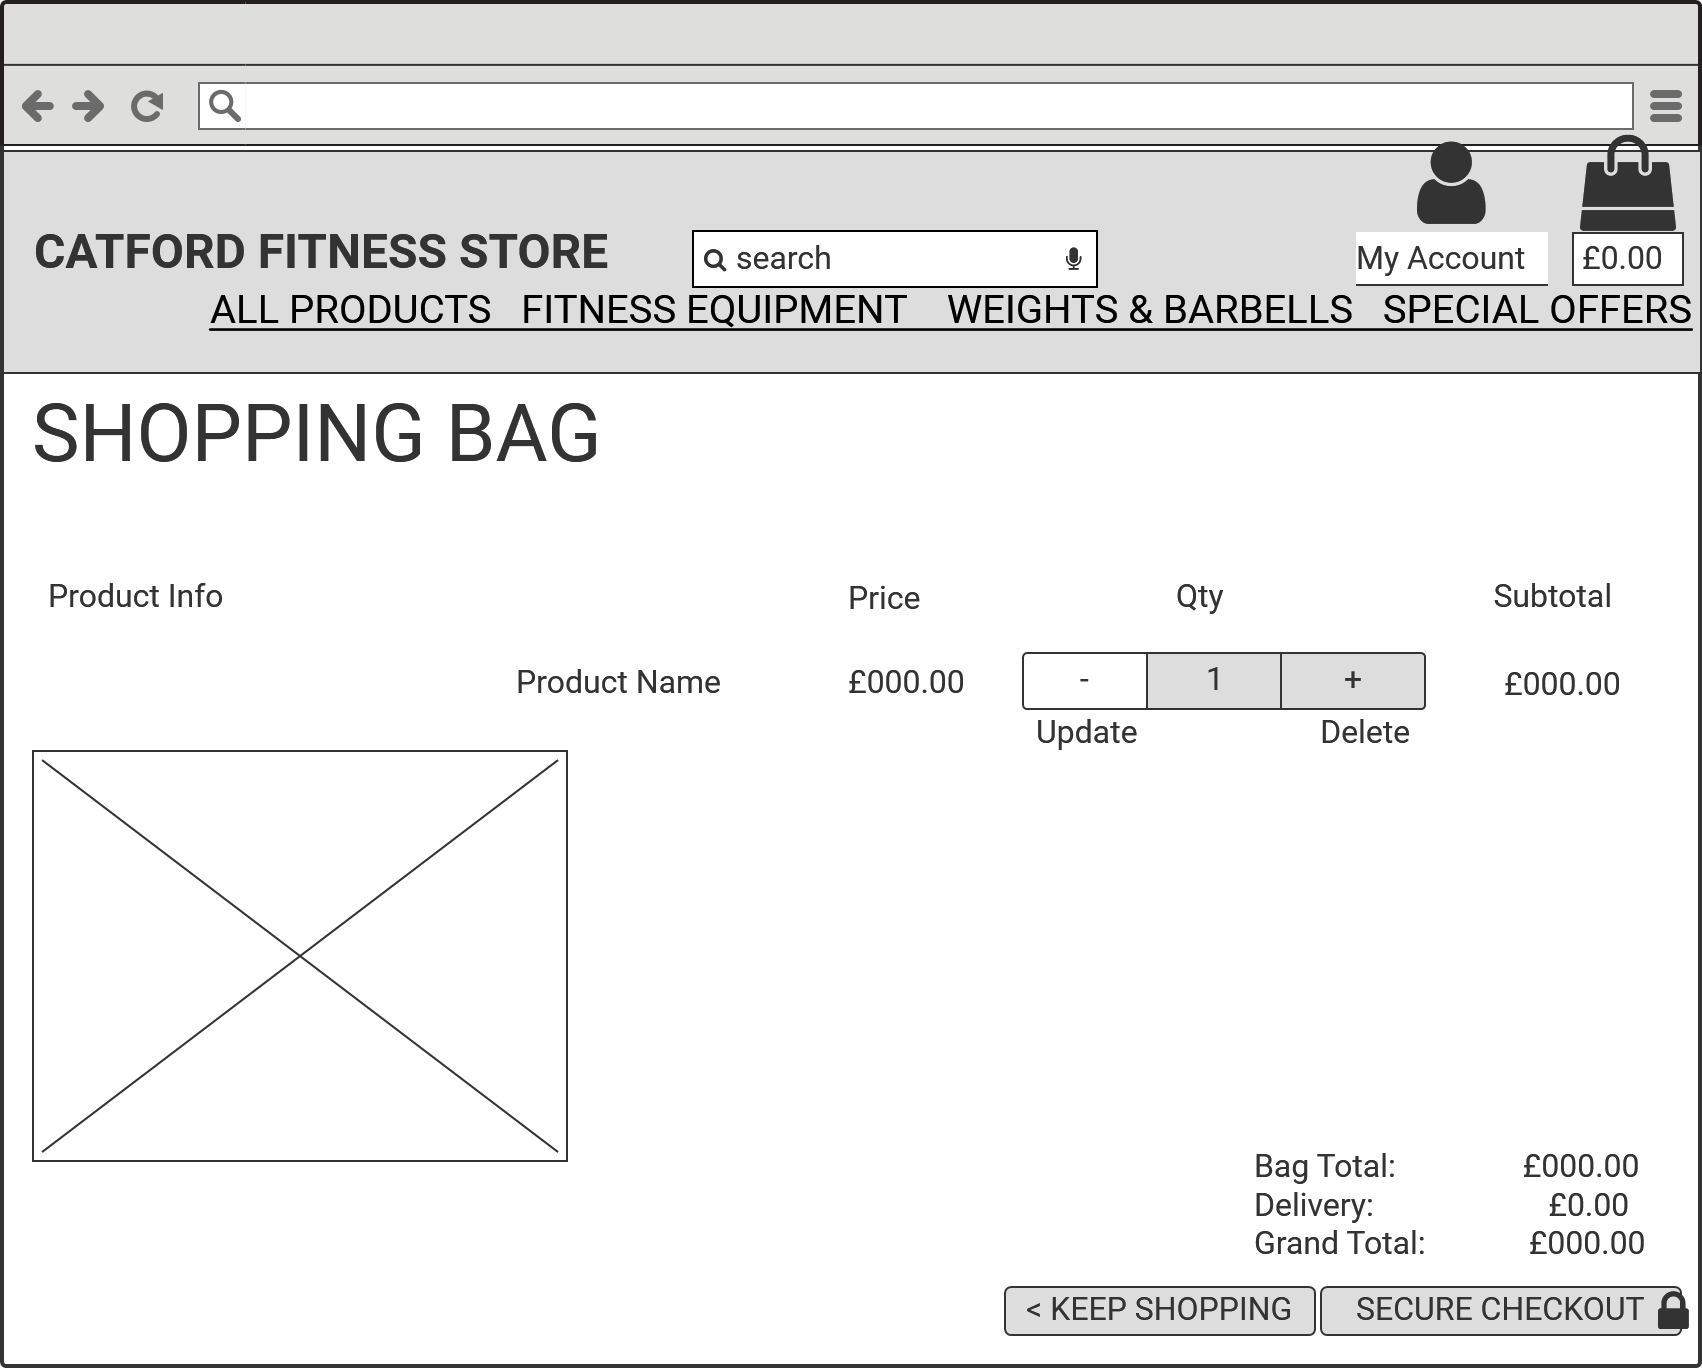 CATFORD FITNESS STORE
search
My Account
£0.00
ALL PRODUCTS FITNESS EQUIPMENT WEIGHTS & BARBELLS SPECIAL OFFERS
SHOPPING BAG
Product Info Price Qty Subtotal
Product Name £000.00 - 1 + £000.00
Update Delete
Bag Total: £000.00
Delivery: £0.00
Grand Total: £000.00
< KEEP SHOPPING SECURE CHECKOUT